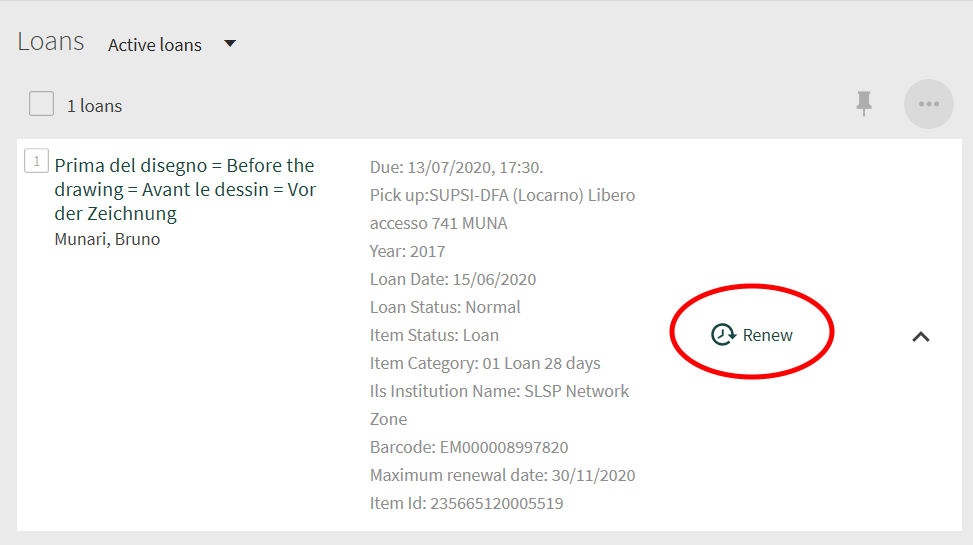 Loans Active loans
1 loans
1
Prima del disegno = Before the
drawing = Avant le dessin = Vor
der Zeichnung
Munari, Bruno
Due: 13/07/2020, 17:30.
Pick up:SUPSI-DFA (Locarno) Libero
accesso 741 MUNA
Year: 2017
Loan Date: 15/06/2020
Loan Status: Normal
Item Status: Loan
Item Category: 01 Loan 28 days
Ils Institution Name: SLSP Network
Zone
Barcode: EM000008997820
Maximum renewal date: 30/11/2020
Item Id: 235665120005519
Renew